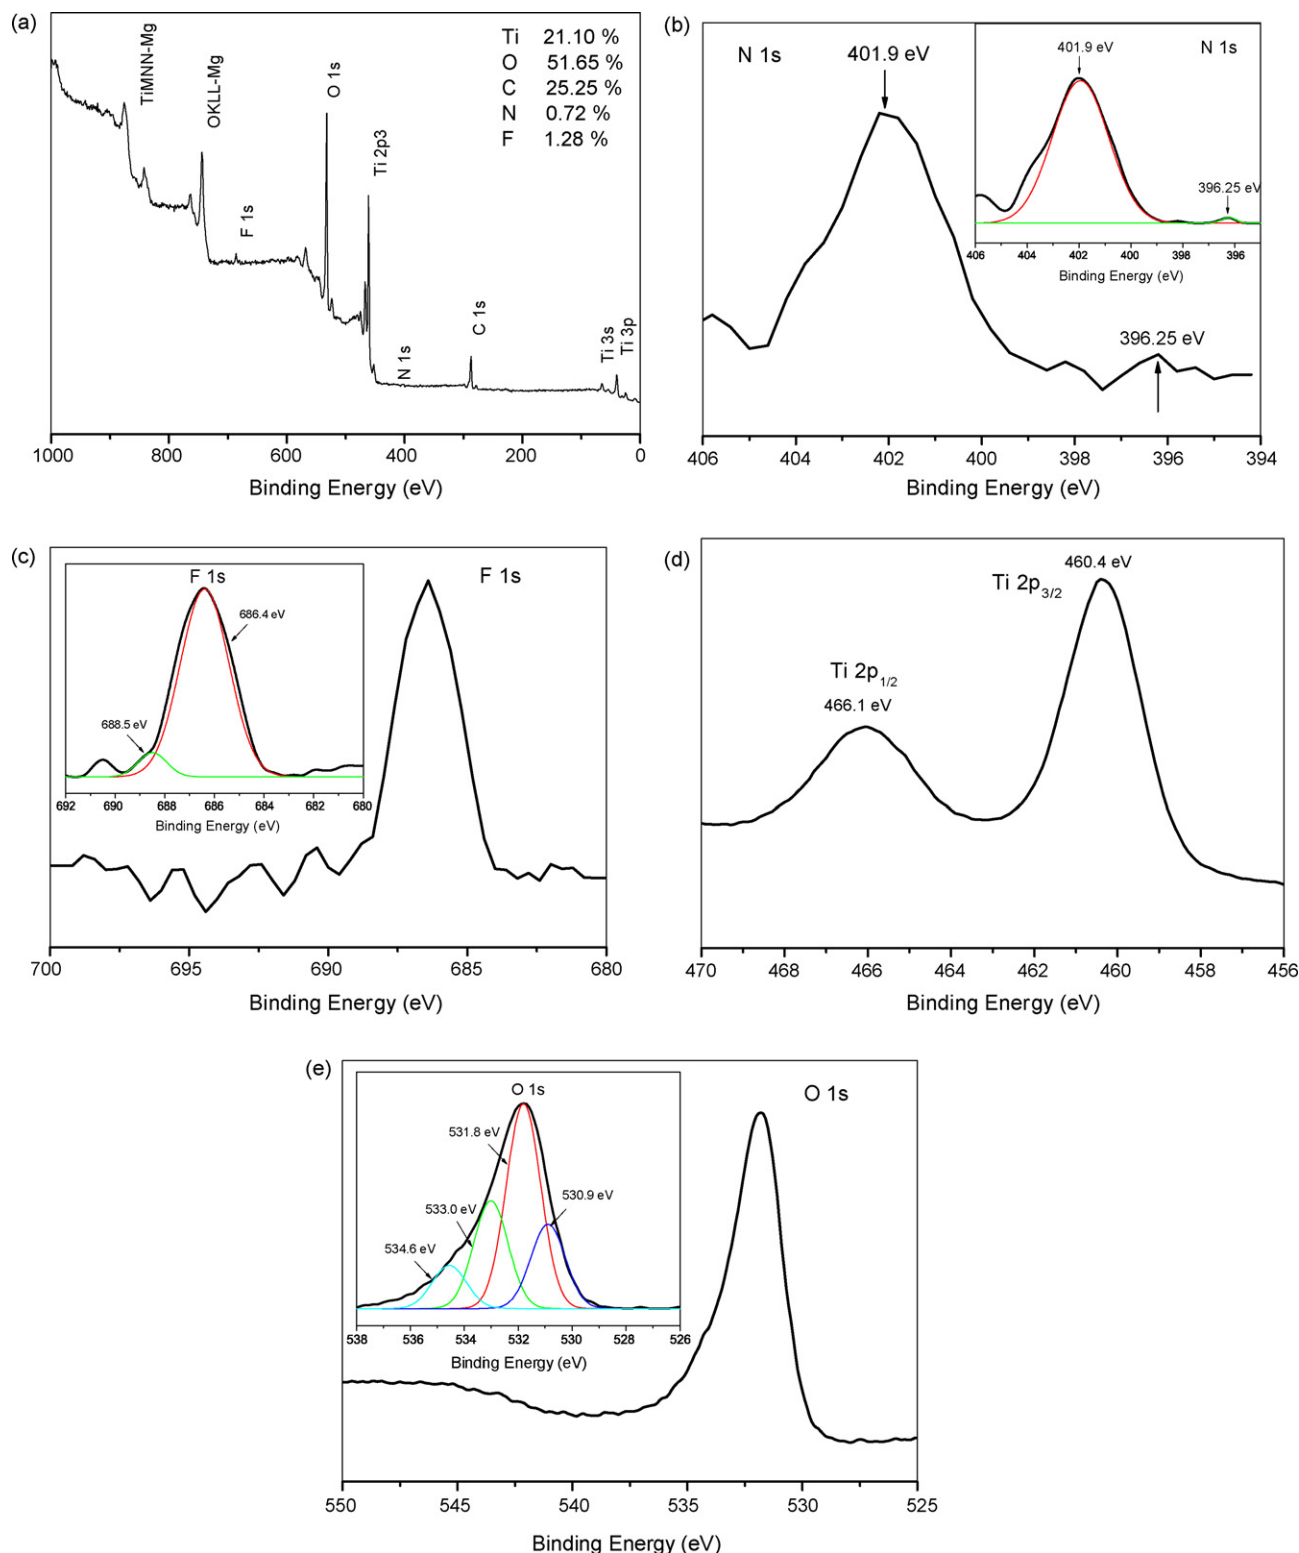 (a)
TiMNN-Mg
OKLL-Mg
F 1s
O 1s
Ti 2p3
N 1s
C 1s
Ti 3s
Ti 3p
Ti 21.10 %
O 51.65 %
C 25.25 %
N 0.72 %
F 1.28 %
1000 800 600 400 200 0
Binding Energy (eV)
(b)
N 1s
401.9 eV
396.25 eV
406 404 402 400 398 396 394
Binding Energy (eV)
401.9 eV
N 1s
396.25 eV
406 404 402 400 398 396
Binding Energy (eV)
(c)
F 1s
F 1s
686.4 eV
688.5 eV
692 690 688 686 684 682 680
Binding Energy (eV)
700 695 690 685 680
Binding Energy (eV)
(d)
460.4 eV
Ti 2p3/2
Ti 2p1/2
466.1 eV
470 468 466 464 462 460 458 456
Binding Energy (eV)
(e)
O 1s
O 1s
531.8 eV
530.9 eV
533.0 eV
534.6 eV
538 536 534 532 530 528 526
Binding Energy (eV)
550 545 540 535 530 525
Binding Energy (eV)